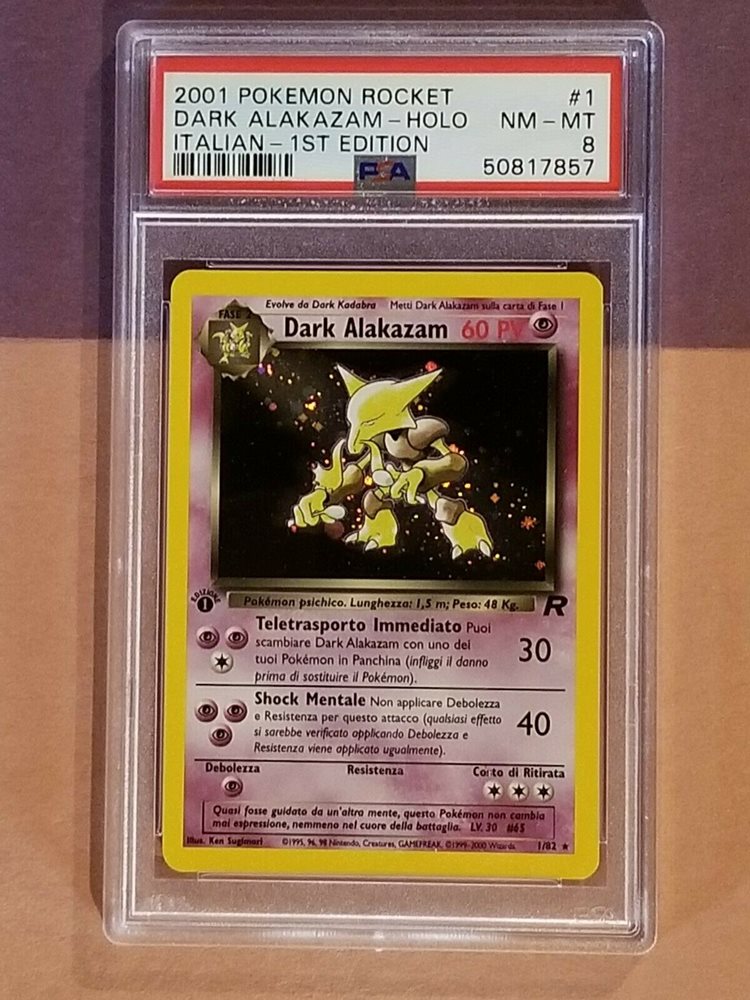 2001 POKEMON ROCKET #1
DARK ALAKAZAM - HOLO NM - MT
ITALIAN - 1ST EDITION 8
PSA 50817857
Evolve da Dark Kadabra Metti Dark Alakazam sulla carta di Fase 1
FASE 2
Dark Alakazam 60 PV
EDIZIONE
1
Pokémon psichico. Lunghezza: 1,5 m; Peso: 48 Kg.
R
Teletrasporto Immediato Puoi
scambiare Dark Alakazam con uno dei
tuoi Pokémon in Panchina (infliggi il danno
prima di sostituire il Pokémon).
30
Shock Mentale Non applicare Debolezza
e Resistenza per questo attacco (qualsiasi effetto
si sarebbe verificato applicando Debolezza e
Resistenza viene applicato ugualmente).
40
Debolezza Resistenza Costo di Ritirata
Quasi fosse guidato da un'altra mente, questo Pokémon non cambia
mai espressione, nemmeno nel cuore della battaglia. LV. 30 #65
Illus. Ken Sugimori ©1995, 96, 98 Nintendo, Creatures, GAMEFREAK. ©1999-2000 Wizards. 1/82 ★